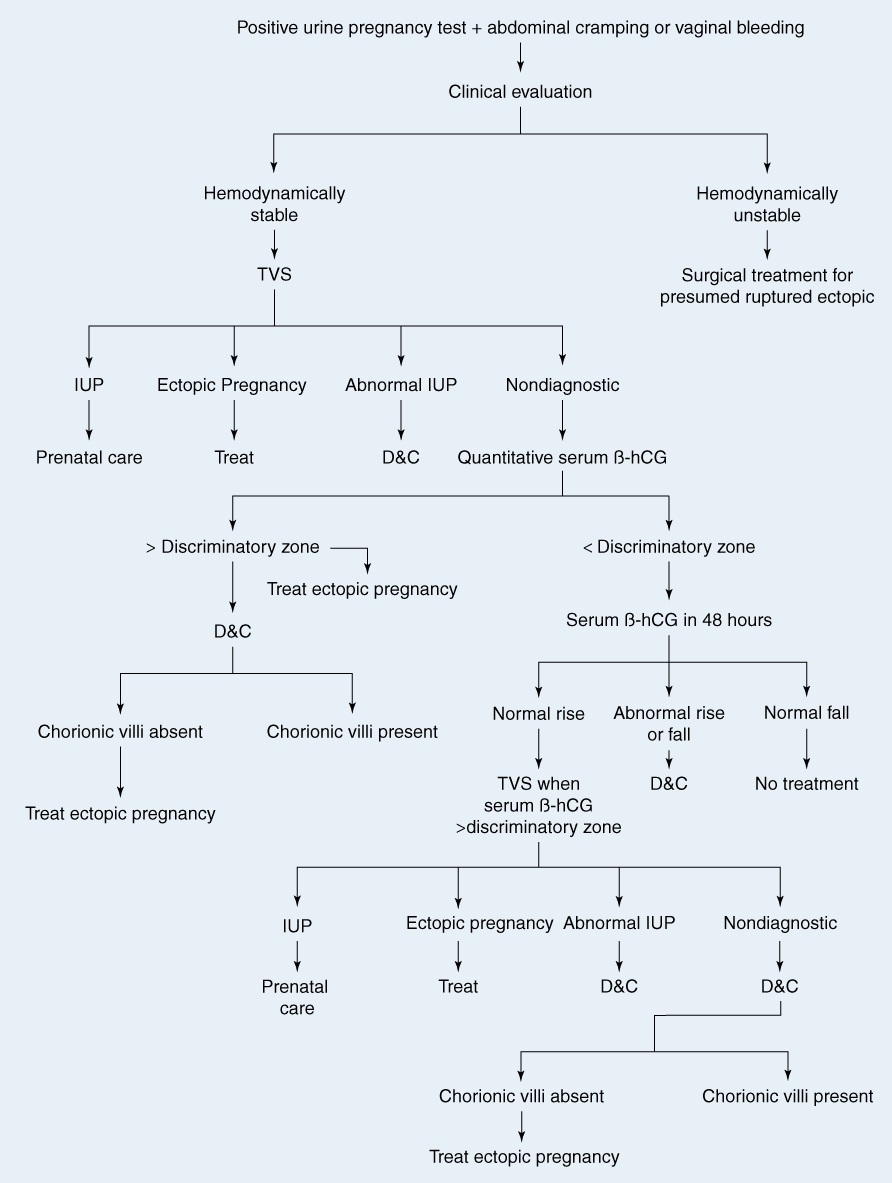 Positive urine pregnancy test + abdominal cramping or vaginal bleeding
Clinical evaluation
Hemodynamically
stable
Hemodynamically
unstable
TVS
Surgical treatment for
presumed ruptured ectopic
IUP
Ectopic Pregnancy
Abnormal IUP
Nondiagnostic
Prenatal care
Treat
D&C
Quantitative serum ß-hCG
> Discriminatory zone
< Discriminatory zone
Treat ectopic pregnancy
D&C
Serum ß-hCG in 48 hours
Chorionic villi absent
Chorionic villi present
Normal rise
Abnormal rise
or fall
Normal fall
Treat ectopic pregnancy
TVS when
serum ß-hCG
>discriminatory zone
D&C
No treatment
IUP
Ectopic pregnancy
Abnormal IUP
Nondiagnostic
Prenatal
care
Treat
D&C
D&C
Chorionic villi absent
Chorionic villi present
Treat ectopic pregnancy